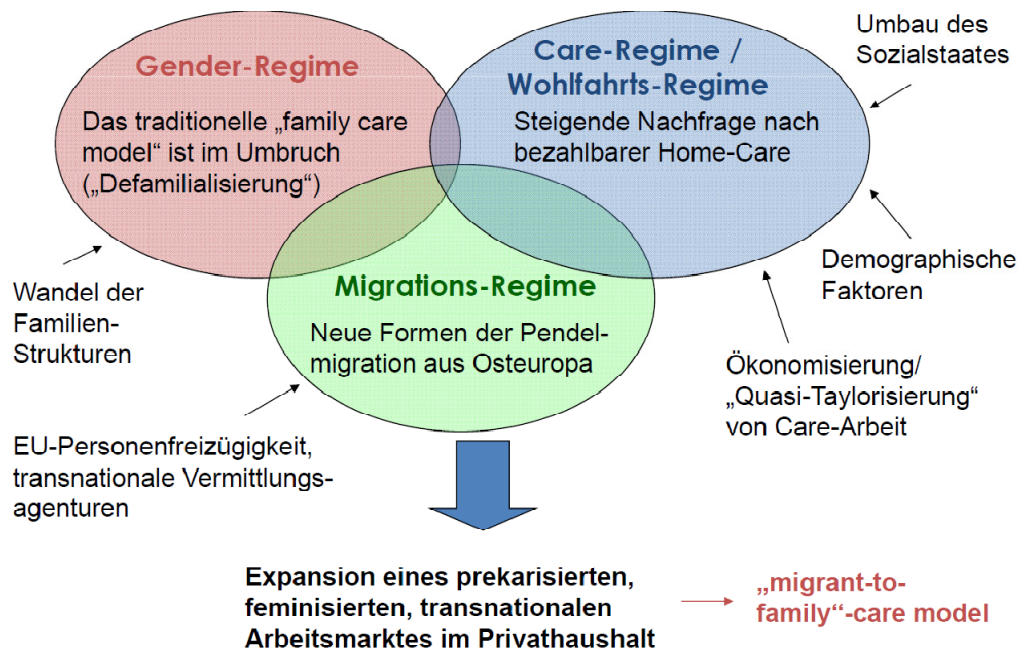 Gender-Regime
Das traditionelle „family care
model“ ist im Umbruch
(„Defamilialisierung“)
Care-Regime /
Wohlfahrts-Regime
Steigende Nachfrage nach
bezahlbarer Home-Care
Umbau des
Sozialstaates
Migrations-Regime
Neue Formen der Pendel-
migration aus Osteuropa
Demographische
Faktoren
Wandel der
Familien-
Strukturen
Ökonomisierung/
„Quasi-Taylorisierung“
von Care-Arbeit
EU-Personenfreizügigkeit,
transnationale Vermittlungs-
agenturen
Expansion eines prekarisierten,
feminisierten, transnationalen
Arbeitsmarktes im Privathaushalt
„migrant-to-
family“-care model